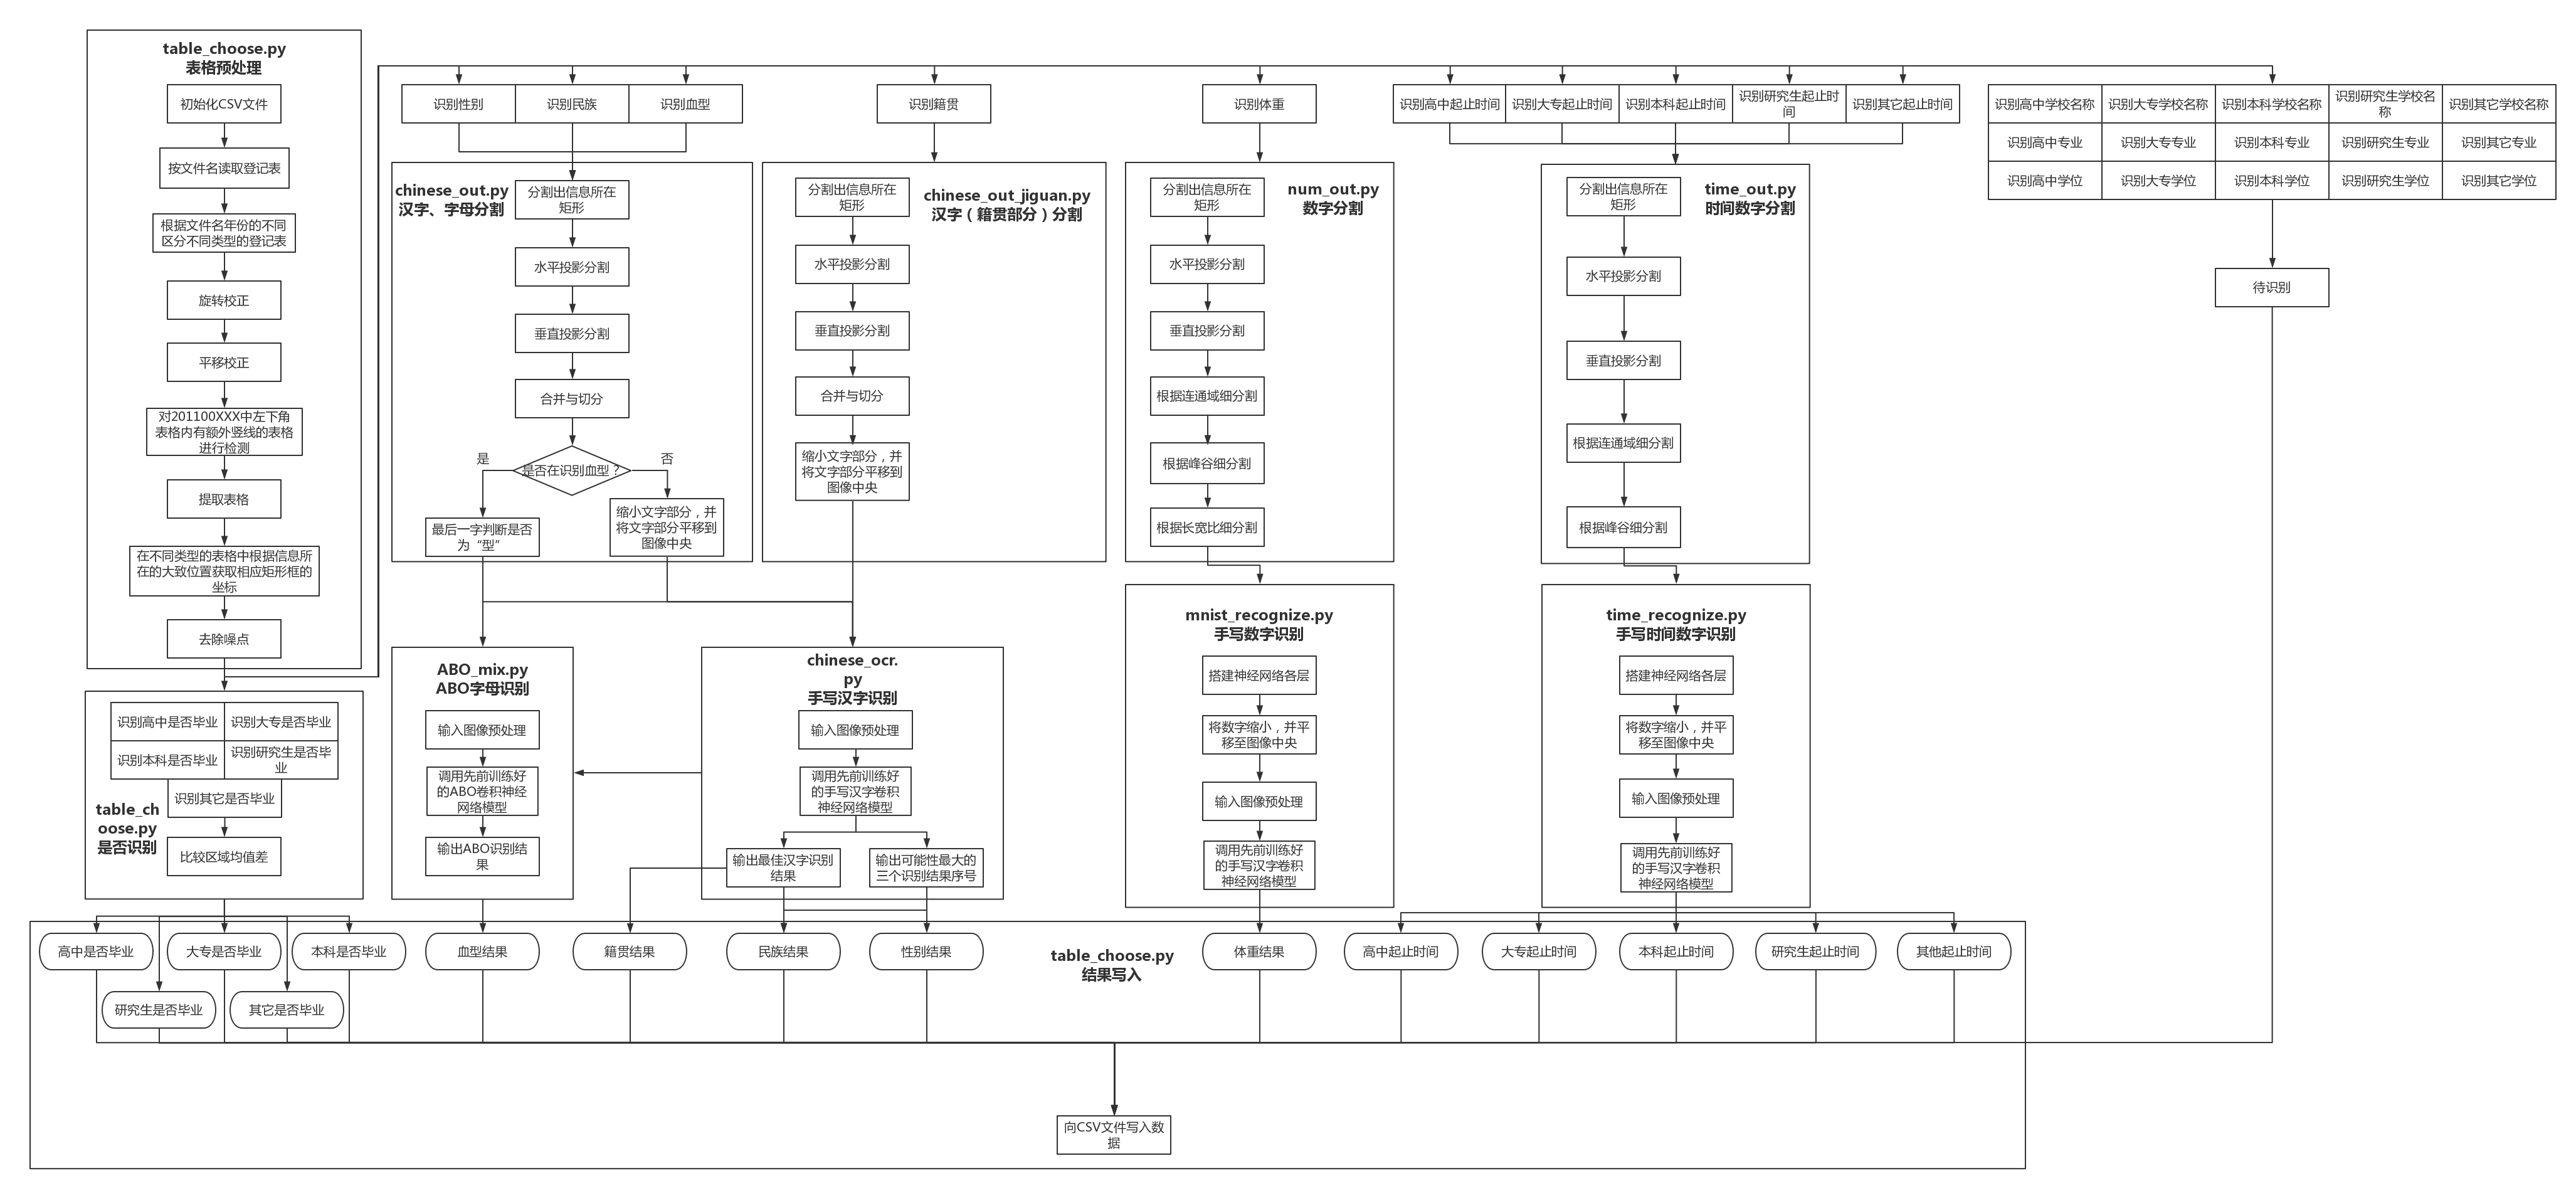 table_choose.py
表格预处理
初始化CSV文件
按文件名读取登记表
根据文件名年份的不同
区分不同类型的登记表
旋转校正
平移校正
对201100XXX中左下角
表格内有额外竖线的表格
进行检测
提取表格
在不同类型的表格中根据信息所
在的大致位置获取相应矩形框的
坐标
去除噪点
识别高中是否毕业
识别大专是否毕业
识别本科是否毕业
识别研究生是否毕
业
识别其它是否毕业
table_ch
oose.py
是否识别
比较区域均值差
识别性别
识别民族
识别血型
chinese_out.py
汉字、字母分割
分割出信息所在
矩形
水平投影分割
垂直投影分割
合并与切分
是否在识别血型？
是
否
最后一字判断是否
为“型”
缩小文字部分，并
将文字部分平移到
图像中央
识别籍贯
chinese_out_jiguan.py
汉字（籍贯部分）分割
分割出信息所在
矩形
水平投影分割
垂直投影分割
合并与切分
缩小文字部分，并
将文字部分平移到
图像中央
ABO_mix.py
ABO字母识别
输入图像预处理
调用先前训练好
的ABO卷积神经
网络模型
输出ABO识别结
果
chinese_ocr.
py
手写汉字识别
输入图像预处理
调用先前训练好
的手写汉字卷积
神经网络模型
输出最佳汉字识别
结果
输出可能性最大的
三个识别结果序号
识别体重
num_out.py
数字分割
分割出信息所在
矩形
水平投影分割
垂直投影分割
根据连通域细分割
根据峰谷细分割
根据长宽比细分割
mnist_recognize.py
手写数字识别
搭建神经网络各层
将数字缩小，并平
移至图像中央
输入图像预处理
调用先前训练好
的手写汉字卷积
神经网络模型
识别高中起止时间
识别大专起止时间
识别本科起止时间
识别研究生起止时
间
识别其它起止时间
time_out.py
时间数字分割
分割出信息所在
矩形
水平投影分割
垂直投影分割
根据连通域细分割
根据峰谷细分割
time_recognize.py
手写时间数字识别
搭建神经网络各层
将数字缩小，并平
移至图像中央
输入图像预处理
调用先前训练好
的手写汉字卷积
神经网络模型
识别高中学校名称
识别大专学校名称
识别本科学校名称
识别研究生学校名
称
识别其它学校名称
识别高中专业
识别大专专业
识别本科专业
识别研究生专业
识别其它专业
识别高中学位
识别大专学位
识别本科学位
识别研究生学位
识别其它学位
待识别
高中是否毕业
大专是否毕业
本科是否毕业
研究生是否毕业
其它是否毕业
血型结果
籍贯结果
民族结果
性别结果
table_choose.py
结果写入
体重结果
高中起止时间
大专起止时间
本科起止时间
研究生起止时间
其他起止时间
向CSV文件写入数
据